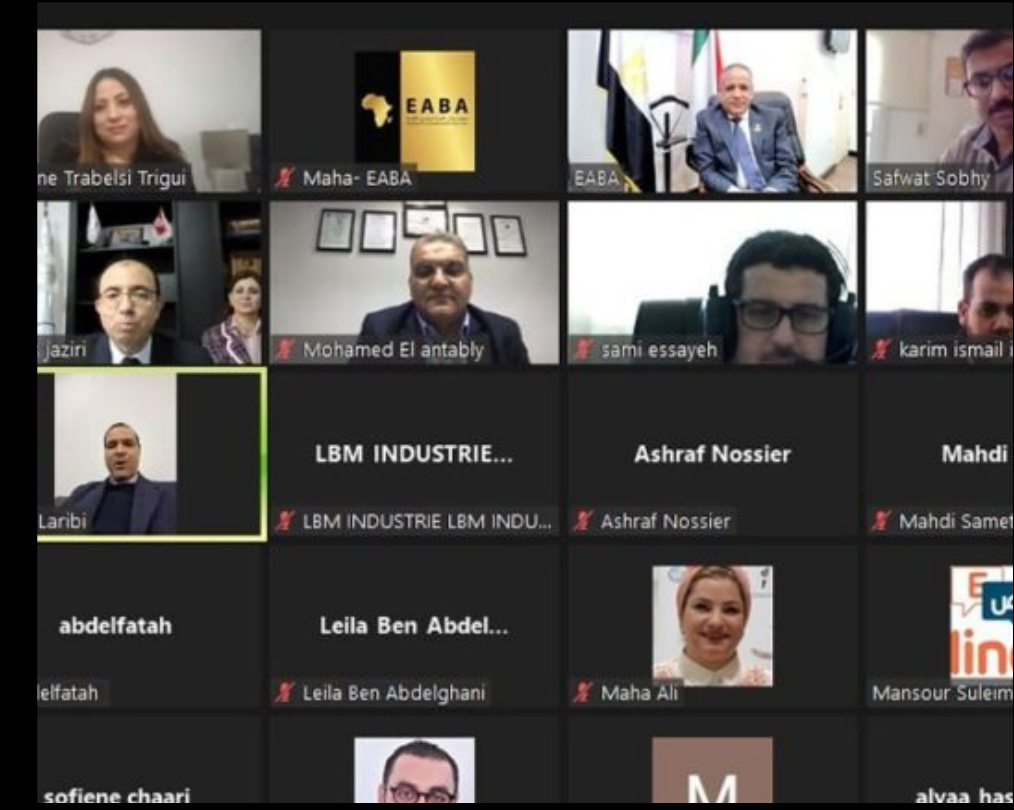 ne Trabelsi Trigui
EABA
Maha- EABA
EABA
Safwat Sobhy
jaziri
Mohamed El antably
sami essayeh
karim ismail i
Laribi
LBM INDUSTRIE...
LBM INDUSTRIE LBM INDU...
Ashraf Nossier
Ashraf Nossier
Mahdi
Mahdi Samet
abdelfatah
lelfatah
Leila Ben Abdel...
Leila Ben Abdelghani
Maha Ali
E
lin
Mansour Suleim
sofiene chaari
M
alyaa has